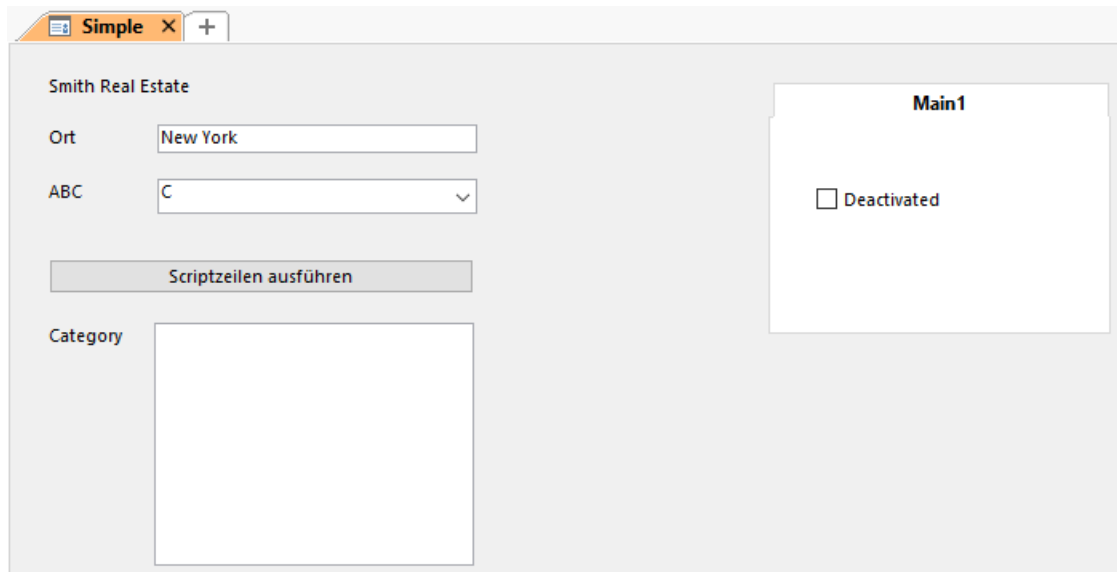 Simple
Smith Real Estate
Ort
New York
ABC
C
Scriptzeilen ausführen
Category
Main1
Deactivated